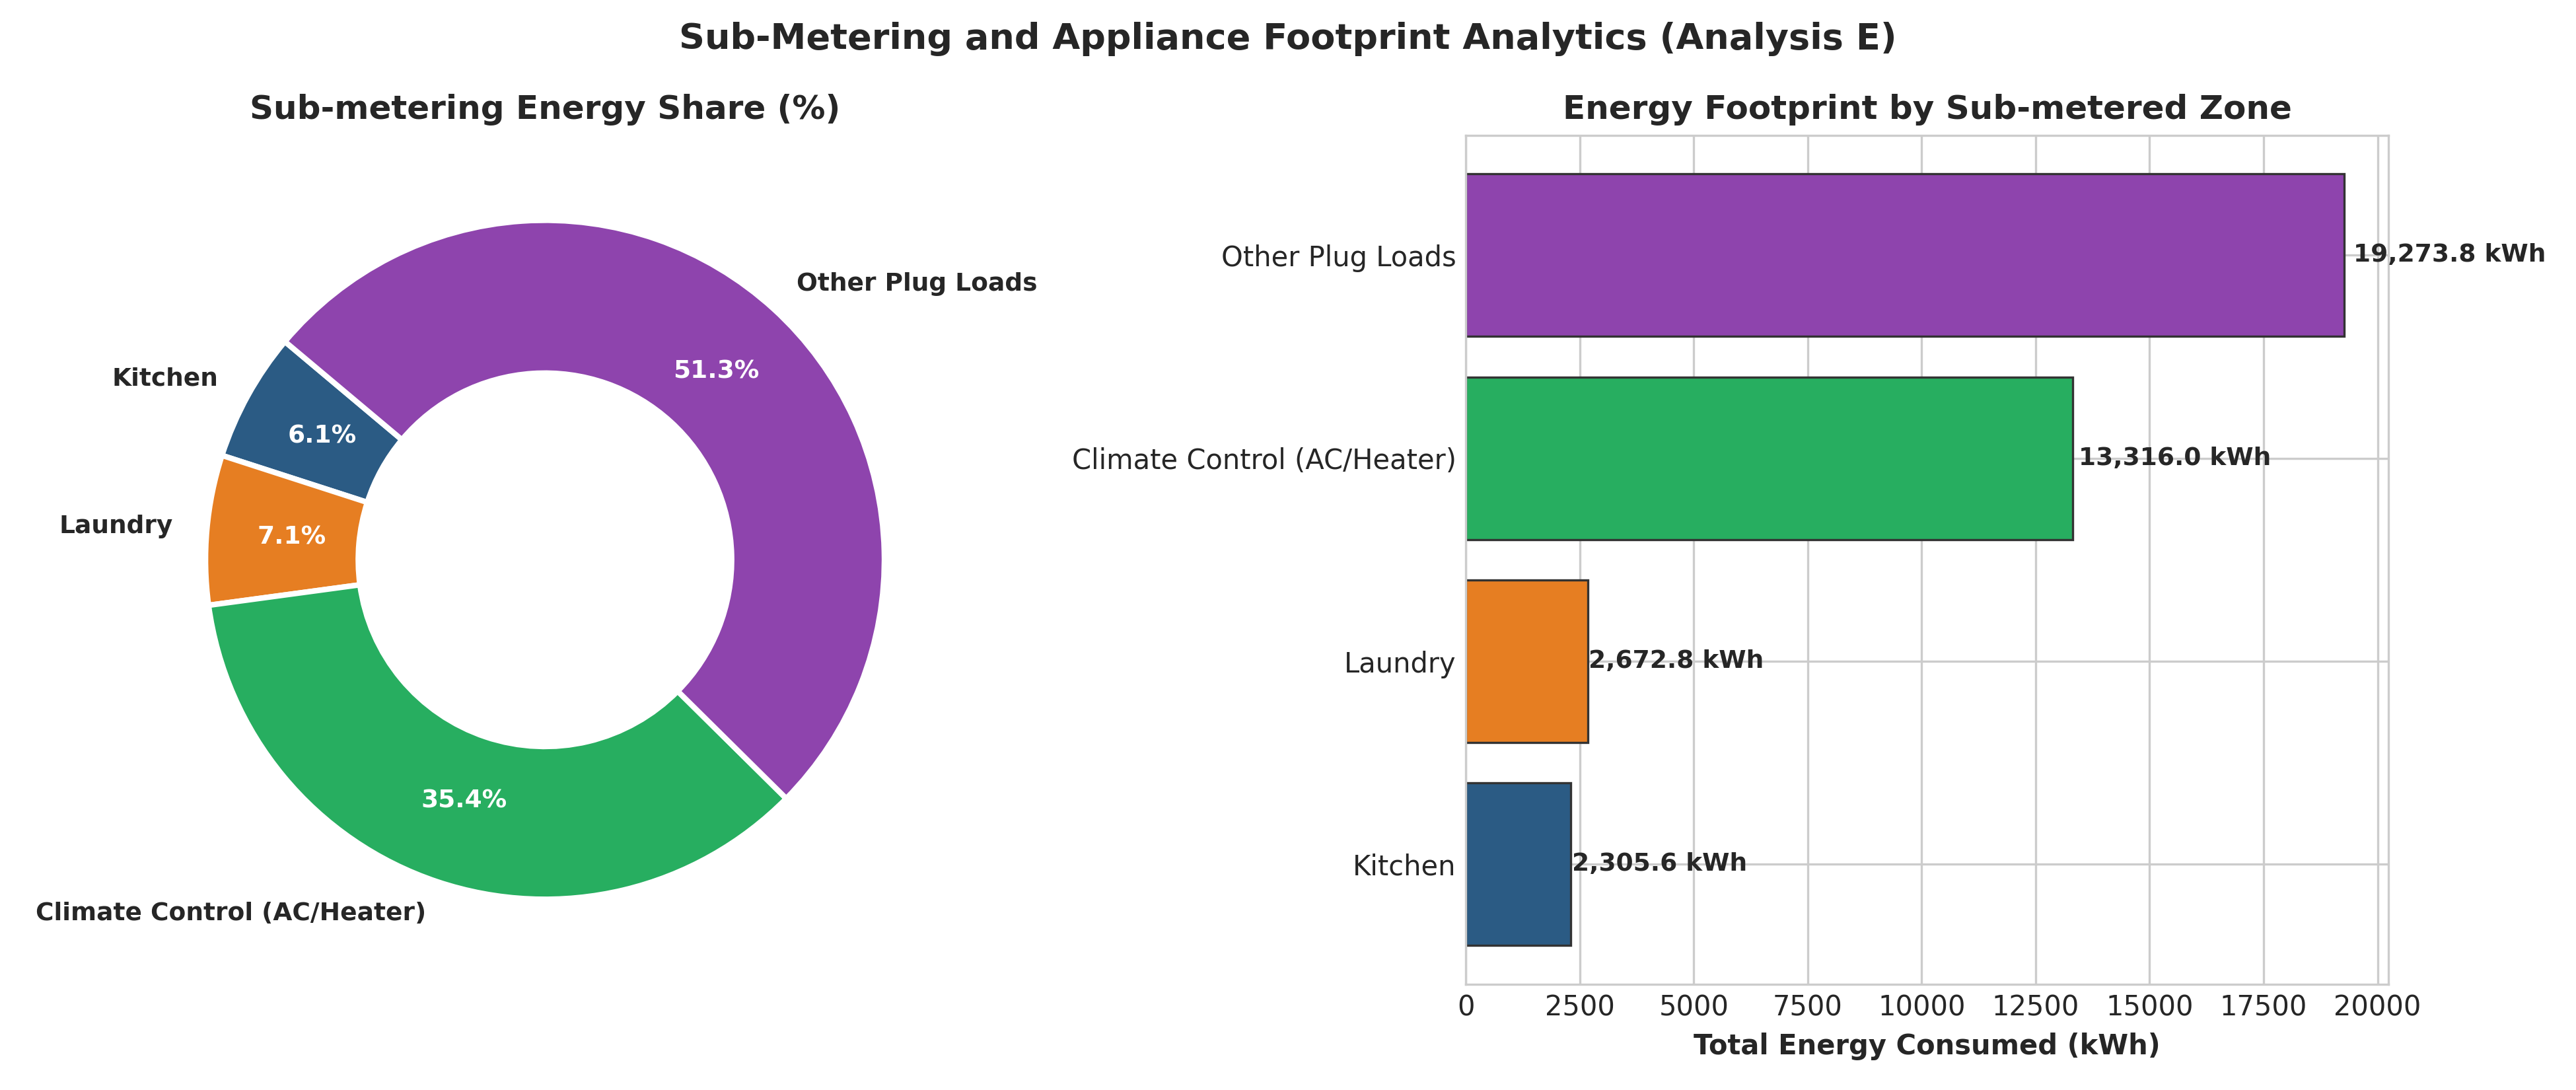 Sub-Metering and Appliance Footprint Analytics (Analysis E)
Sub-metering Energy Share (%)
Other Plug Loads
51.3%
Kitchen
6.1%
Laundry
7.1%
35.4%
Climate Control (AC/Heater)
Energy Footprint by Sub-metered Zone
Other Plug Loads
19,273.8 kWh
Climate Control (AC/Heater)
13,316.0 kWh
Laundry
2,672.8 kWh
Kitchen
2,305.6 kWh
0 2500 5000 7500 10000 12500 15000 17500 20000
Total Energy Consumed (kWh)